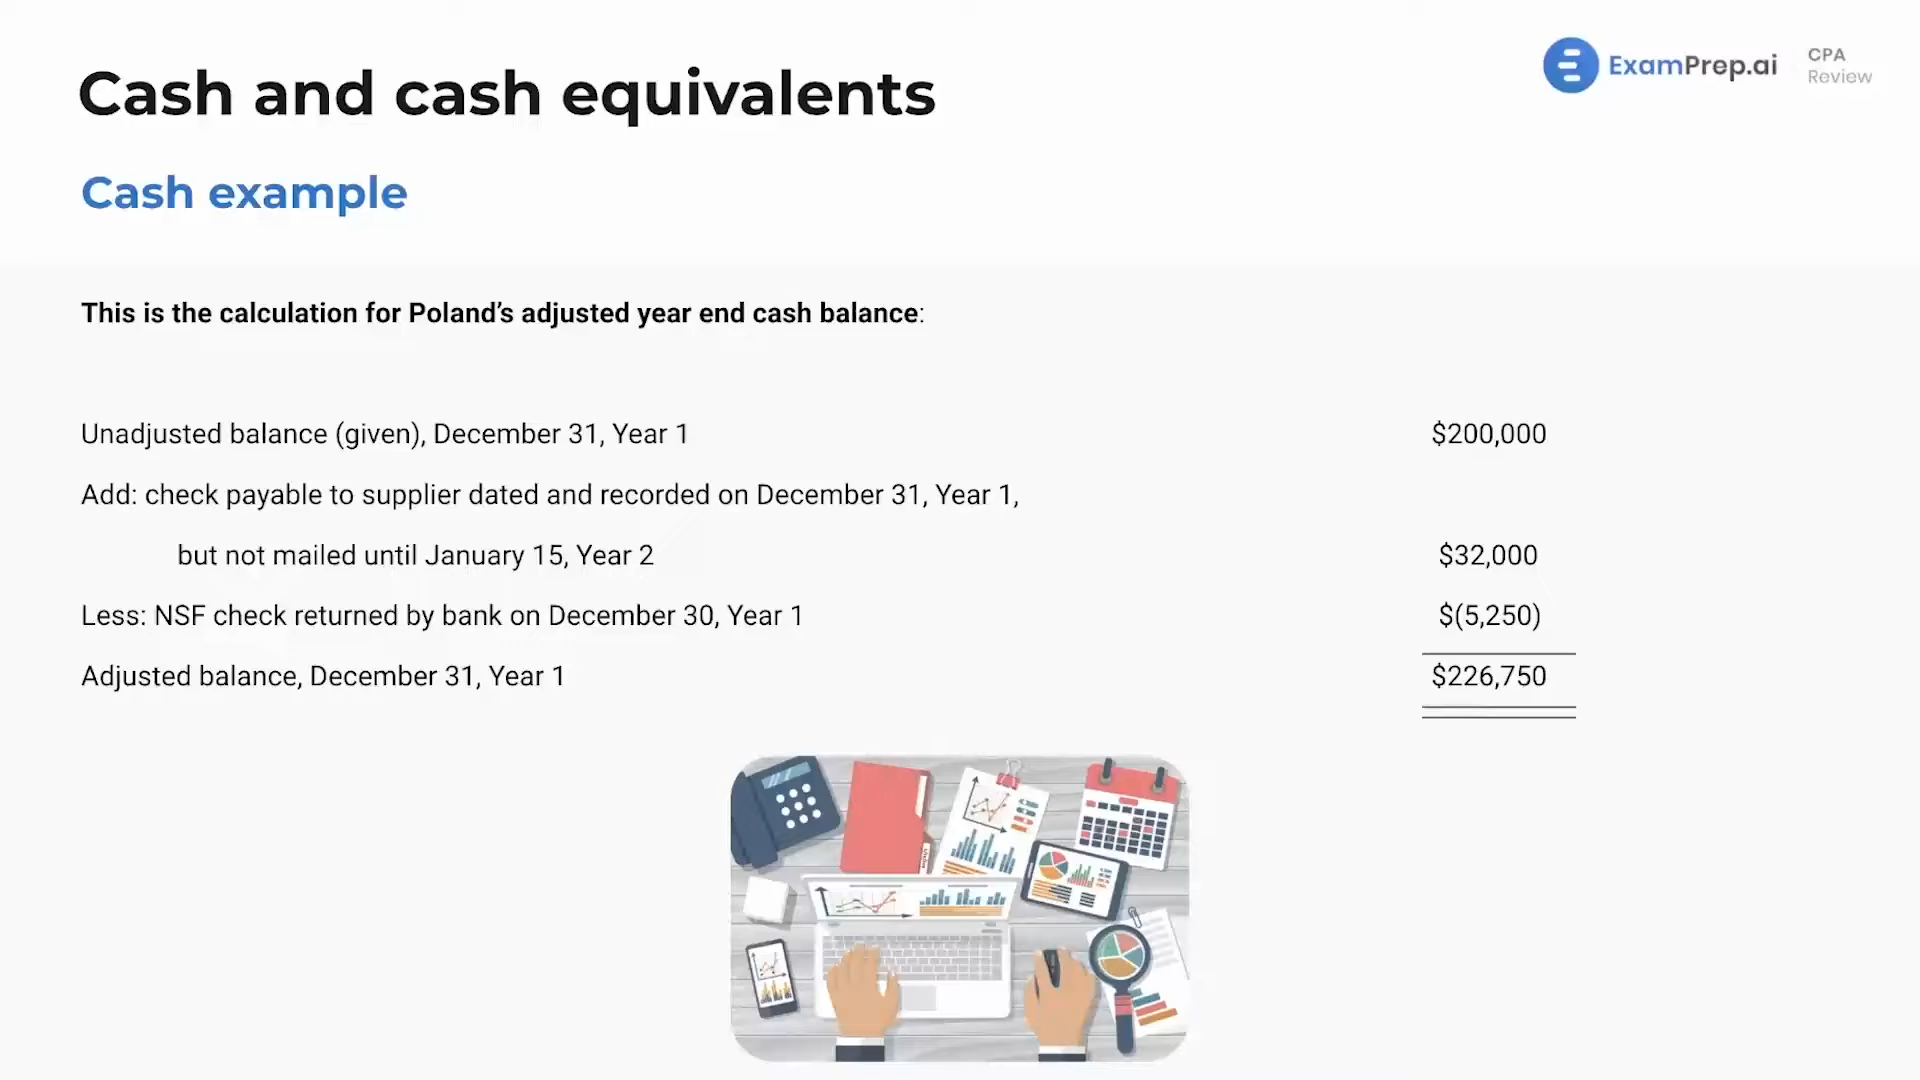 Cash and cash equivalents
ExamPrep.ai
CPA
Review
Cash example
This is the calculation for Poland’s adjusted year end cash balance:
Unadjusted balance (given), December 31, Year 1 $200,000
Add: check payable to supplier dated and recorded on December 31, Year 1,
but not mailed until January 15, Year 2 $32,000
Less: NSF check returned by bank on December 30, Year 1 $(5,250)
Adjusted balance, December 31, Year 1 $226,750